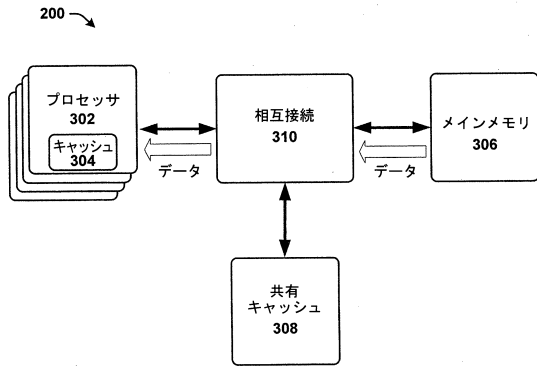 200
プロセッサ
302
キャッシュ
304
データ
相互接続
310
データ
メインメモリ
306
共有
キャッシュ
308